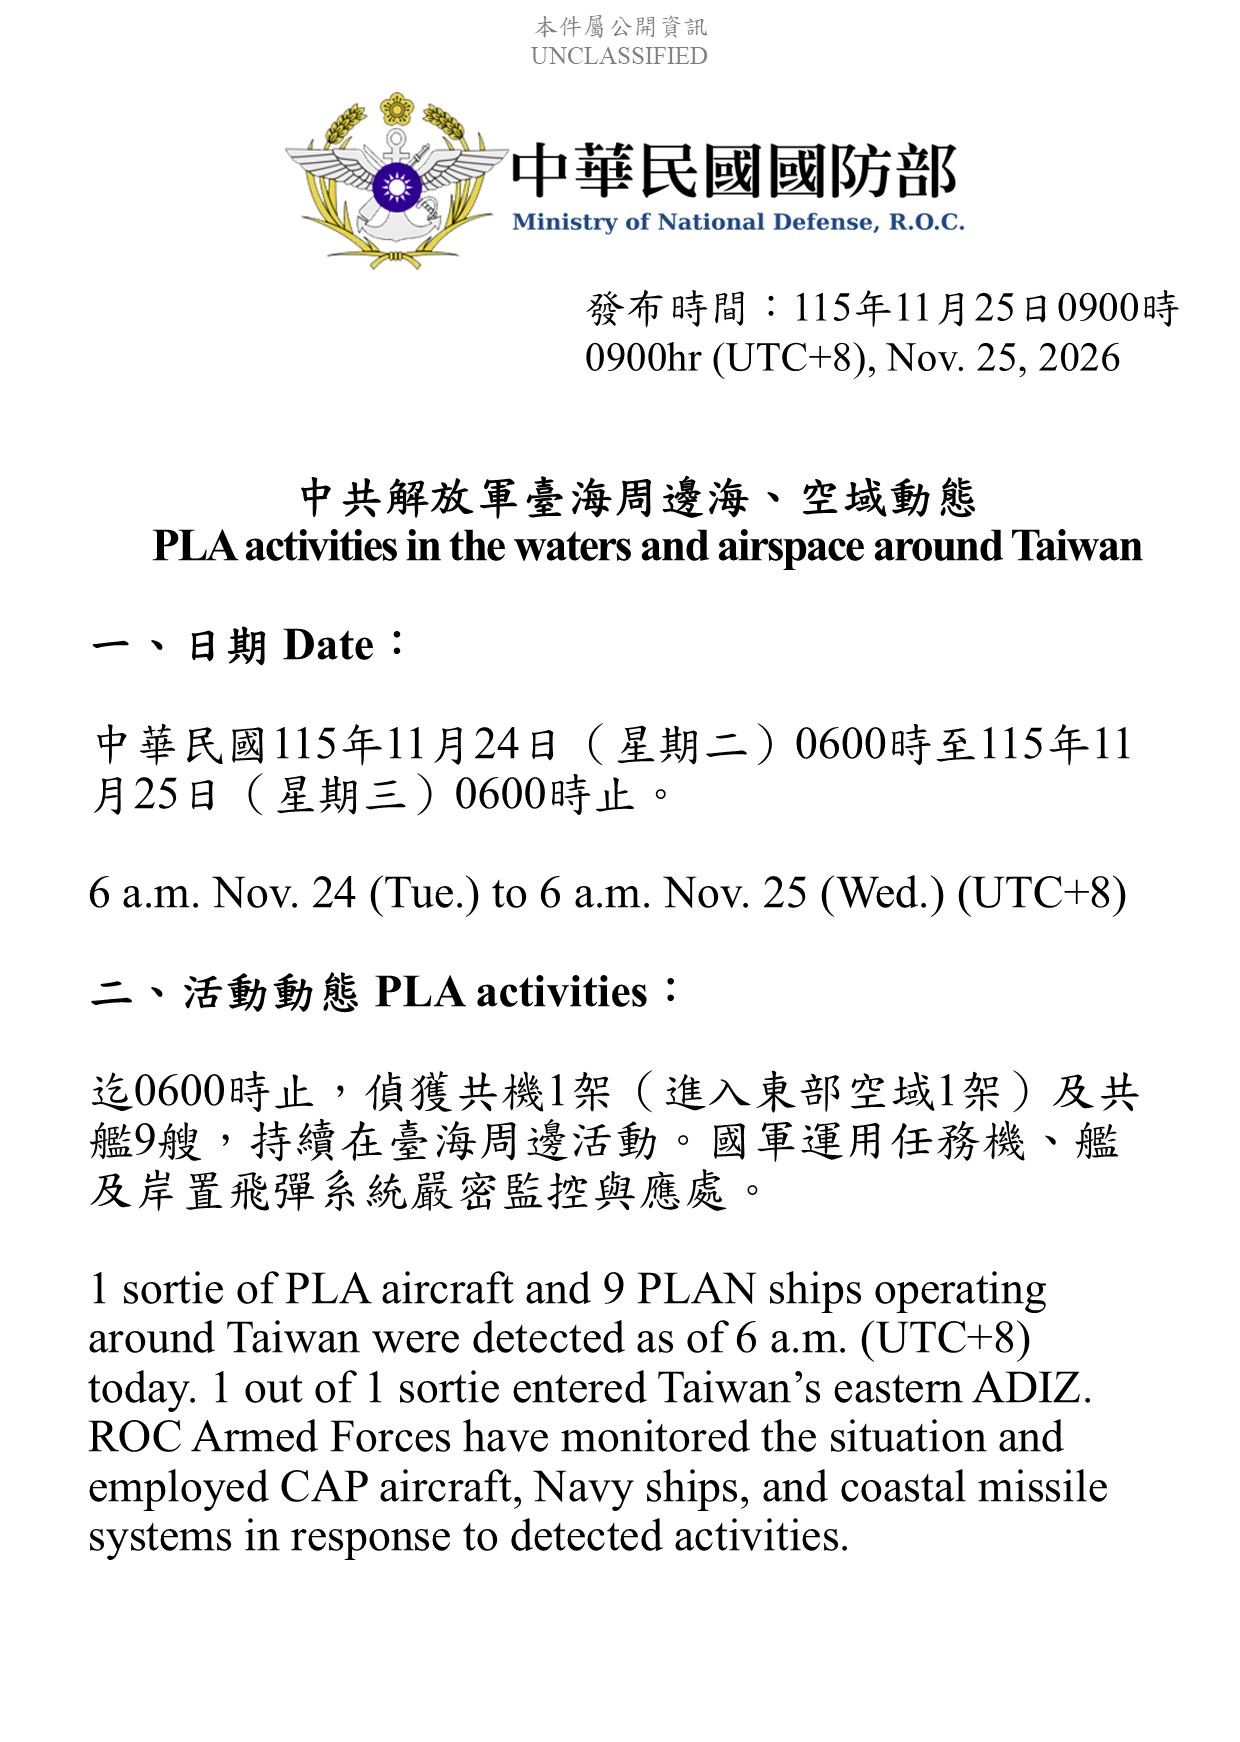 本件屬公開資訊
UNCLASSIFIED
中華民國國防部
Ministry of National Defense, R.O.C.
發布時間：115年11月25日0900時
0900hr (UTC+8), Nov. 25, 2026
中共解放軍臺海周邊海、空域動態
PLA activities in the waters and airspace around Taiwan
一、日期 Date：
中華民國115年11月24日（星期二）0600時至115年11
月25日（星期三）0600時止。
6 a.m. Nov. 24 (Tue.) to 6 a.m. Nov. 25 (Wed.) (UTC+8)
二、活動動態 PLA activities：
迄0600時止，偵獲共機1架（進入東部空域1架）及共
艦9艘，持續在臺海周邊活動。國軍運用任務機、艦
及岸置飛彈系統嚴密監控與應處。
1 sortie of PLA aircraft and 9 PLAN ships operating
around Taiwan were detected as of 6 a.m. (UTC+8)
today. 1 out of 1 sortie entered Taiwan’s eastern ADIZ.
ROC Armed Forces have monitored the situation and
employed CAP aircraft, Navy ships, and coastal missile
systems in response to detected activities.